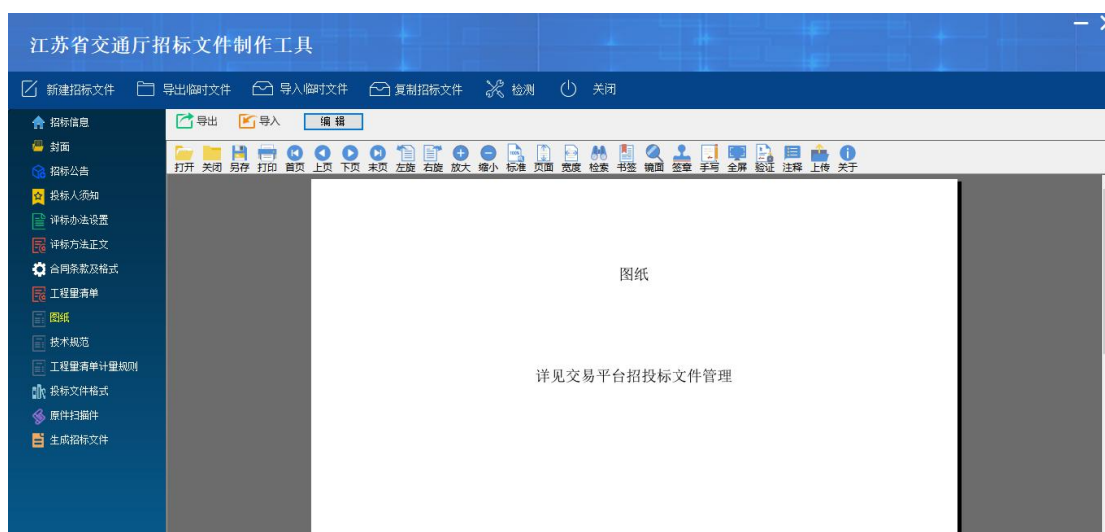 江苏省交通厅招标文件制作工具
新建招标文件 导出临时文件 导入临时文件 复制招标文件 检测 关闭
招标信息
封面
招标公告
投标人须知
评标办法设置
评标方法正文
合同条款及格式
工程量清单
图纸
技术规范
工程量清单计量规则
投标文件格式
原件扫描件
生成招标文件
导出 导入 编辑
打开 关闭 另存 打印 首页 上页 下页 末页 左旋 右旋 放大 缩小 标准 页面 宽度 检索 书签 镜面 签章 手写 全屏 验证 注释 上传 关于
图纸
详见交易平台招投标文件管理